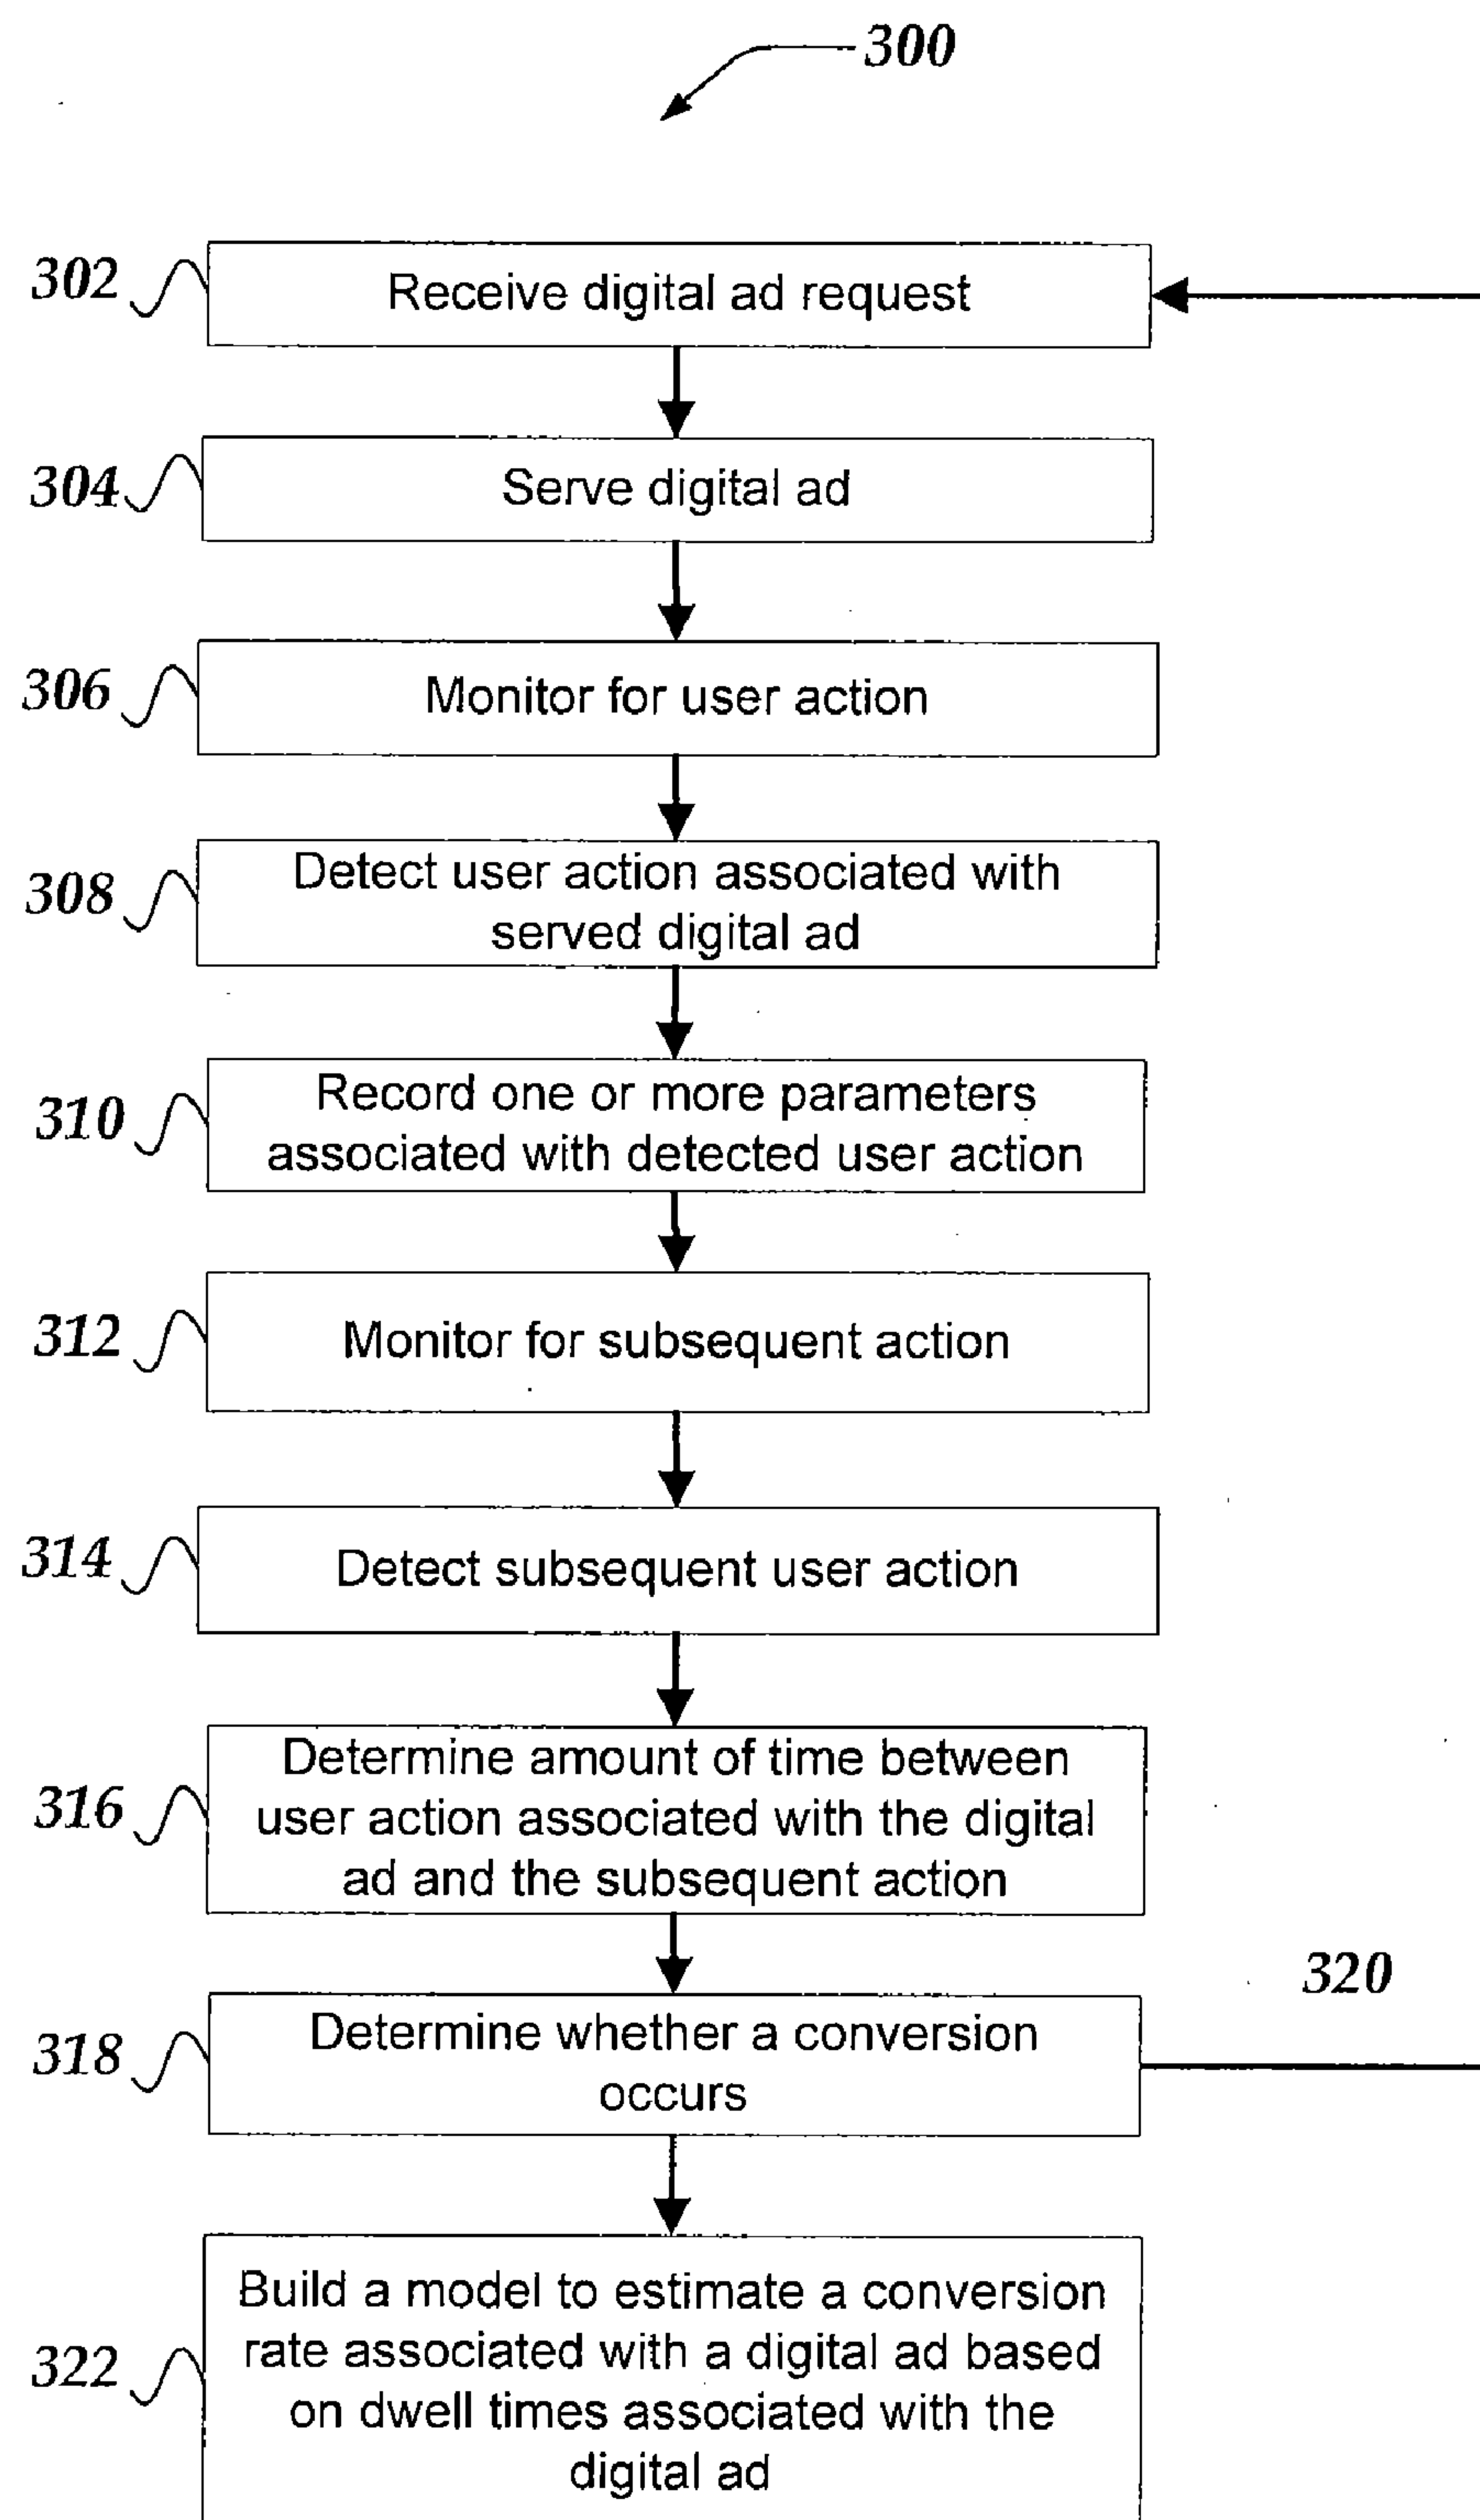 300
302
Receive digital ad request
304
Serve digital ad
306
Monitor for user action
308
Detect user action associated with
served digital ad
310
Record one or more parameters
associated with detected user action
312
Monitor for subsequent action
314
Detect subsequent user action
316
Determine amount of time between
user action associated with the digital
ad and the subsequent action
320
318
Determine whether a conversion
occurs
322
Build a model to estimate a conversion
rate associated with a digital ad based
on dwell times associated with the
digital ad